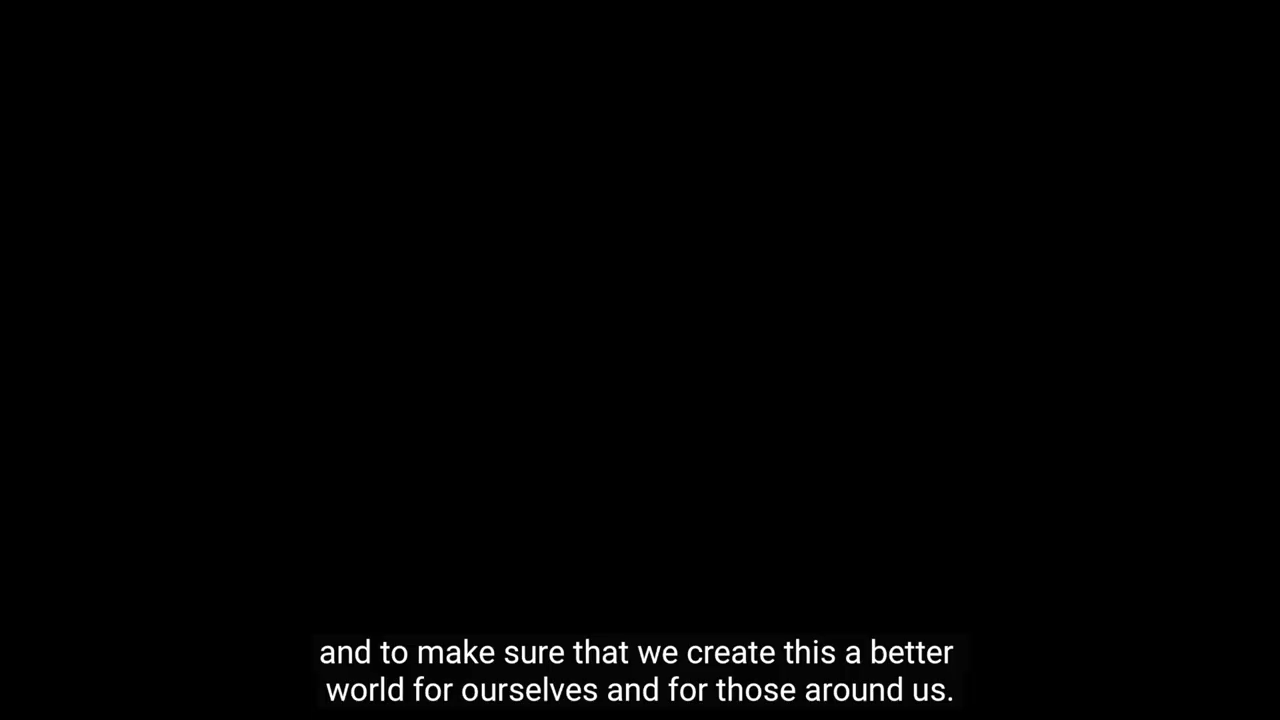 and to make sure that we create this a better
world for ourselves and for those around us.